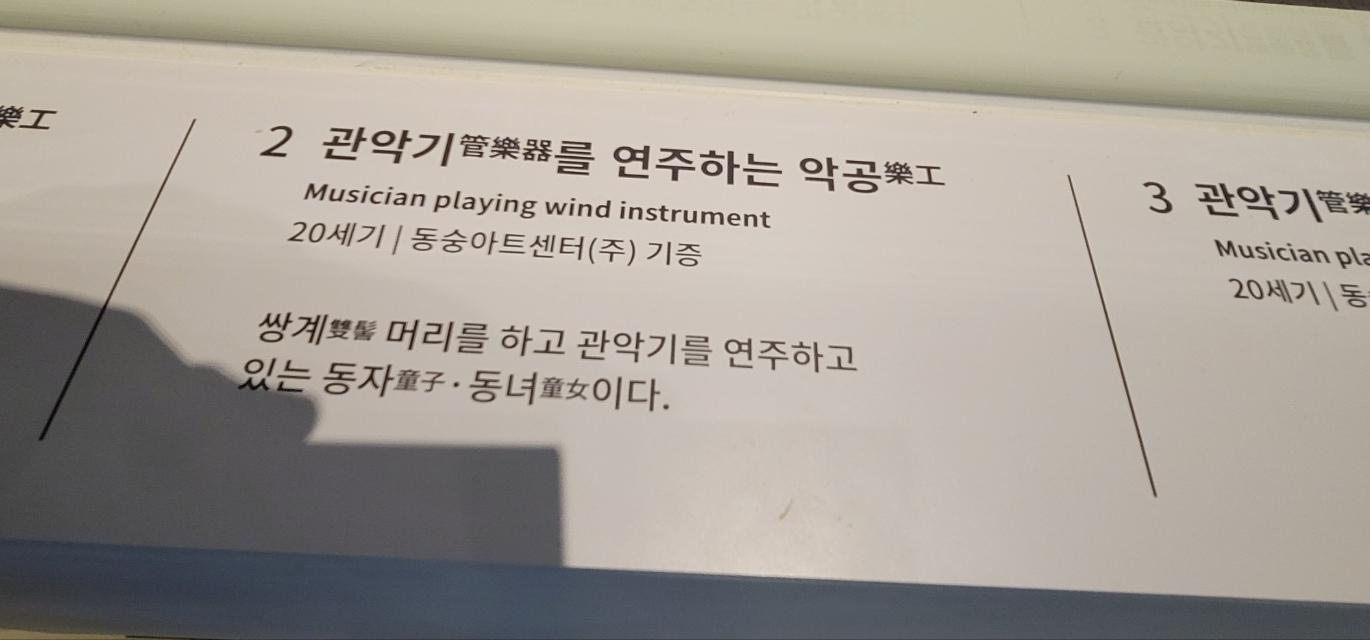 樂工
2 관악기管樂器를 연주하는 악공樂工
Musician playing wind instrument
20세기 | 동숭아트센터(주) 기증
쌍계雙髻 머리를 하고 관악기를 연주하고
있는 동자童子·동녀童女이다.
3 관악기管樂
Musician pla
20세기 | 동